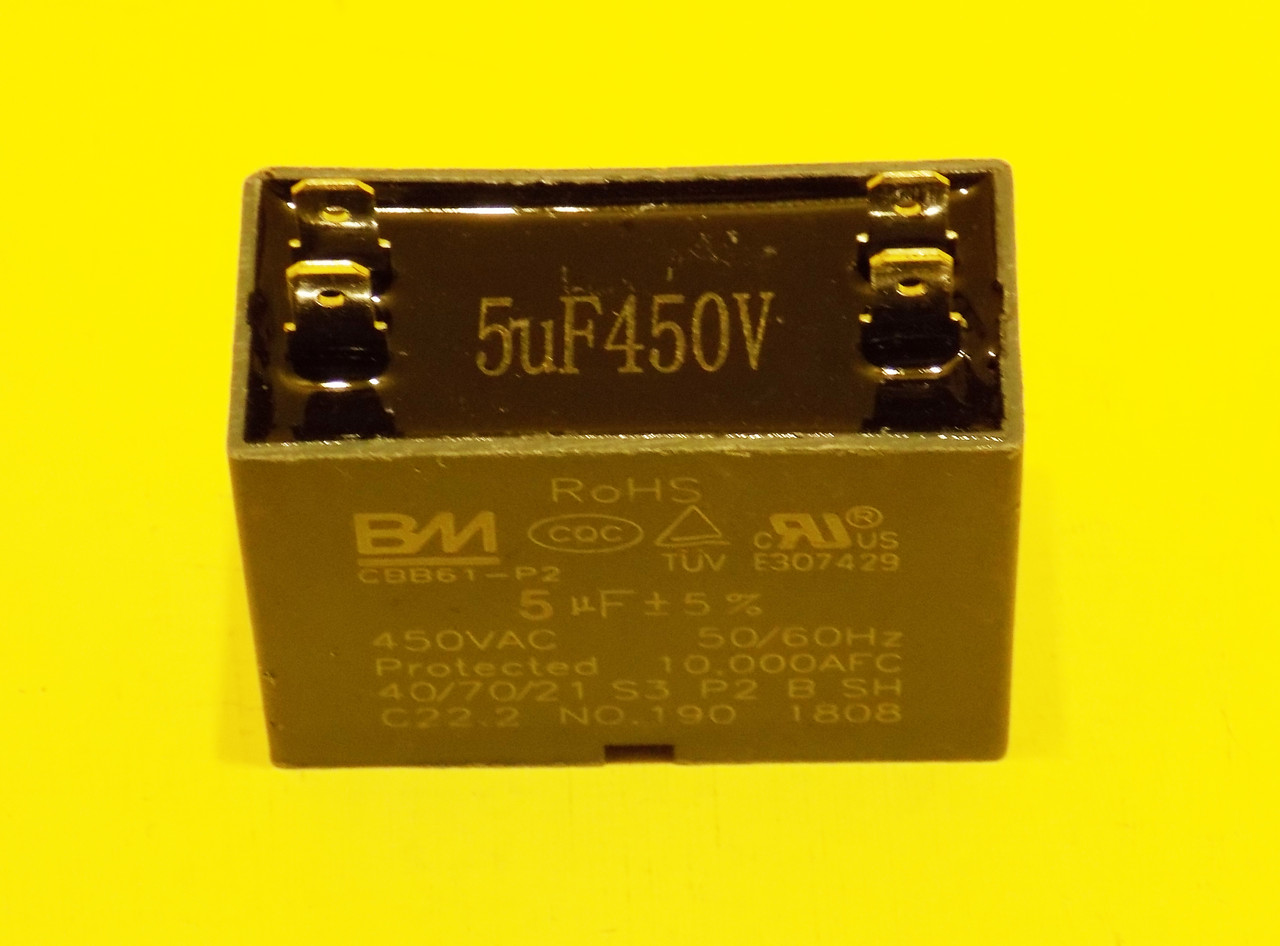 5uF450V
RoHS
BM CQC TÜV c RU ® US
CBB61-P2 E307429
5 µF ± 5 %
450VAC 50/60Hz
Protected 10.000AFC
40/70/21 S3 P2 B SH
C22.2 NO.190 1808